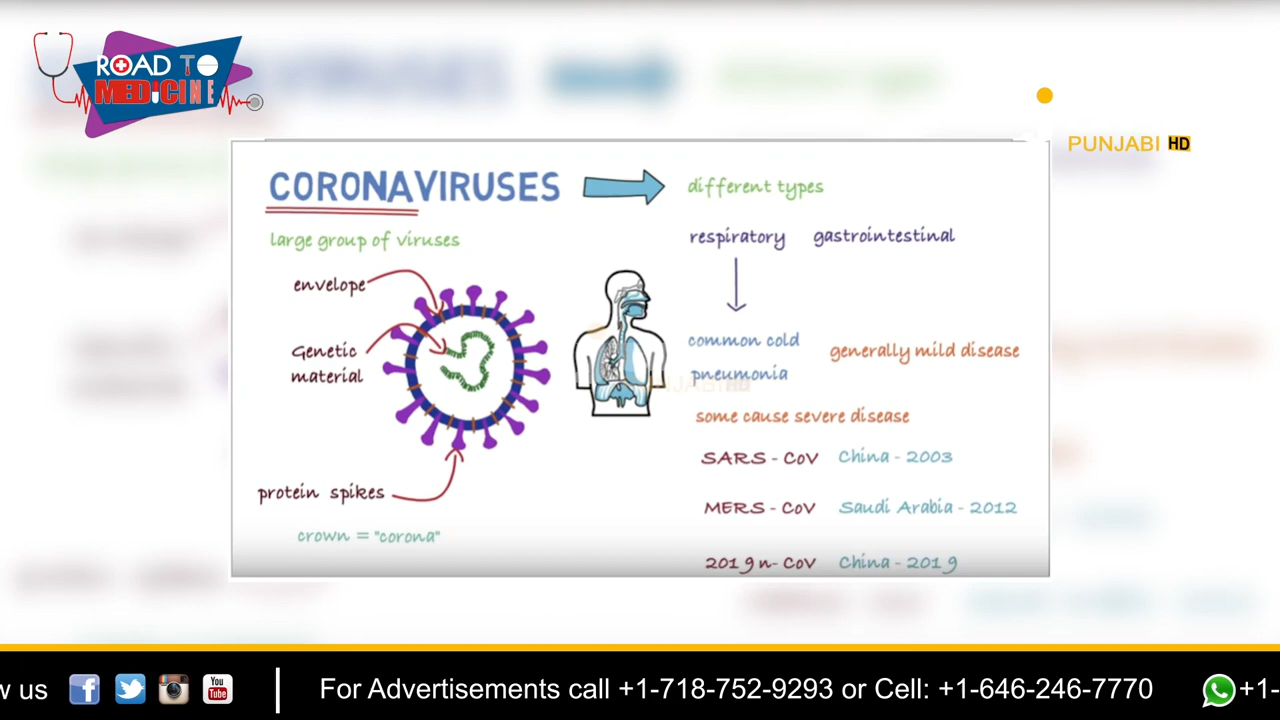 ROAD TO
MEDICINE
PUNJABI HD
CORONAVIRUSES
different types
large group of viruses
respiratory gastrointestinal
envelope
Genetic
material
common cold
generally mild disease
pneumonia
some cause severe disease
SARS - CoV China - 2003
protein spikes
MERS - CoV Saudi Arabia - 2012
crown = "corona"
2019 n- CoV China - 2019
w us
You
Tube
For Advertisements call +1-718-752-9293 or Cell: +1-646-246-7770
+1-